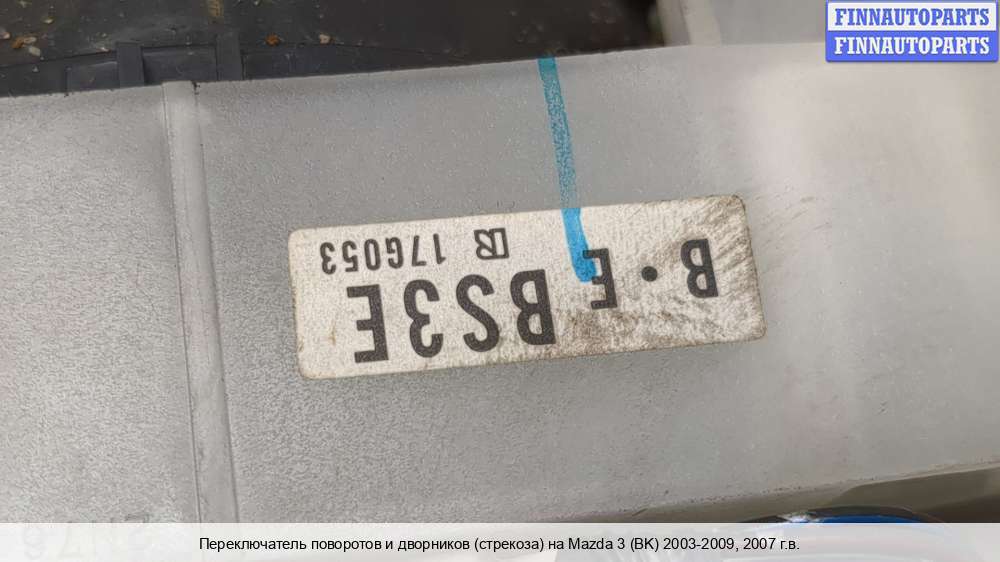 FINNAUTOPARTS
FINNAUTOPARTS
B·E BS3E
17G053
Переключатель поворотов и дворников (стрекоза) на Mazda 3 (BK) 2003-2009, 2007 г.в.